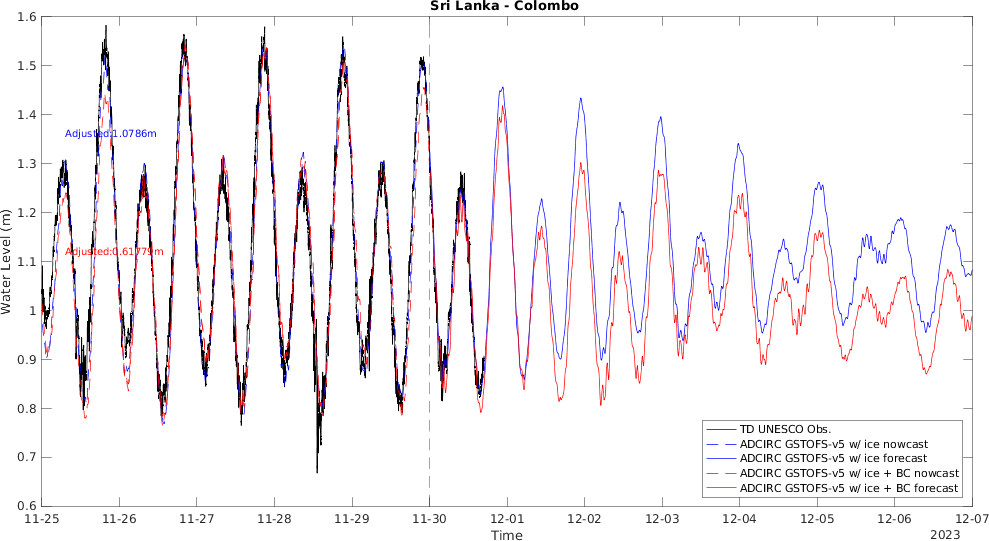 Sri Lanka - Colombo
1.6
1.5
1.4
1.3
1.2
1.1
1
0.9
0.8
0.7
0.6
Water Level (m)
Adjusted:1.0786m
Adjusted:0.61779m
TD UNESCO Obs.
ADCIRC GSTOFS-v5 w/ ice nowcast
ADCIRC GSTOFS-v5 w/ ice forecast
ADCIRC GSTOFS-v5 w/ ice + BC nowcast
ADCIRC GSTOFS-v5 w/ ice + BC forecast
11-25 11-26 11-27 11-28 11-29 11-30 12-01 12-02 12-03 12-04 12-05 12-06 12-07
Time
2023